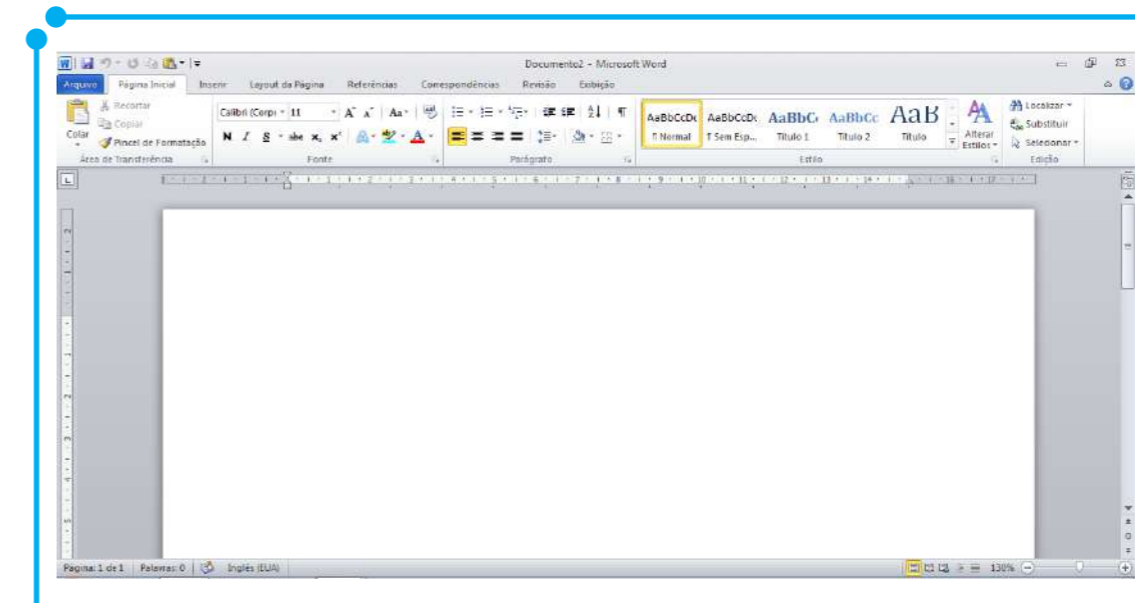 Documento2 - Microsoft Word
Arquivo Página Inicial Inserir Layout da Página Referências Correspondências Revisão Exibição
Colar
Recortar
Copiar
Pincel de Formatação
Área de Transferência
Calibri (Corpo 11
N I S abe x, x²
Fonte
Parágrafo
AaBbCcDc AaBbCcDc AaBbC AaBbCc AaB
¶ Normal ¶ Sem Esp... Título 1 Título 2 Título
Alterar
Estilos
Estilo
Localizar
Substituir
Selecionar
Edição
Página: 1 de 1 Palavras: 0 Inglês (EUA) 130%